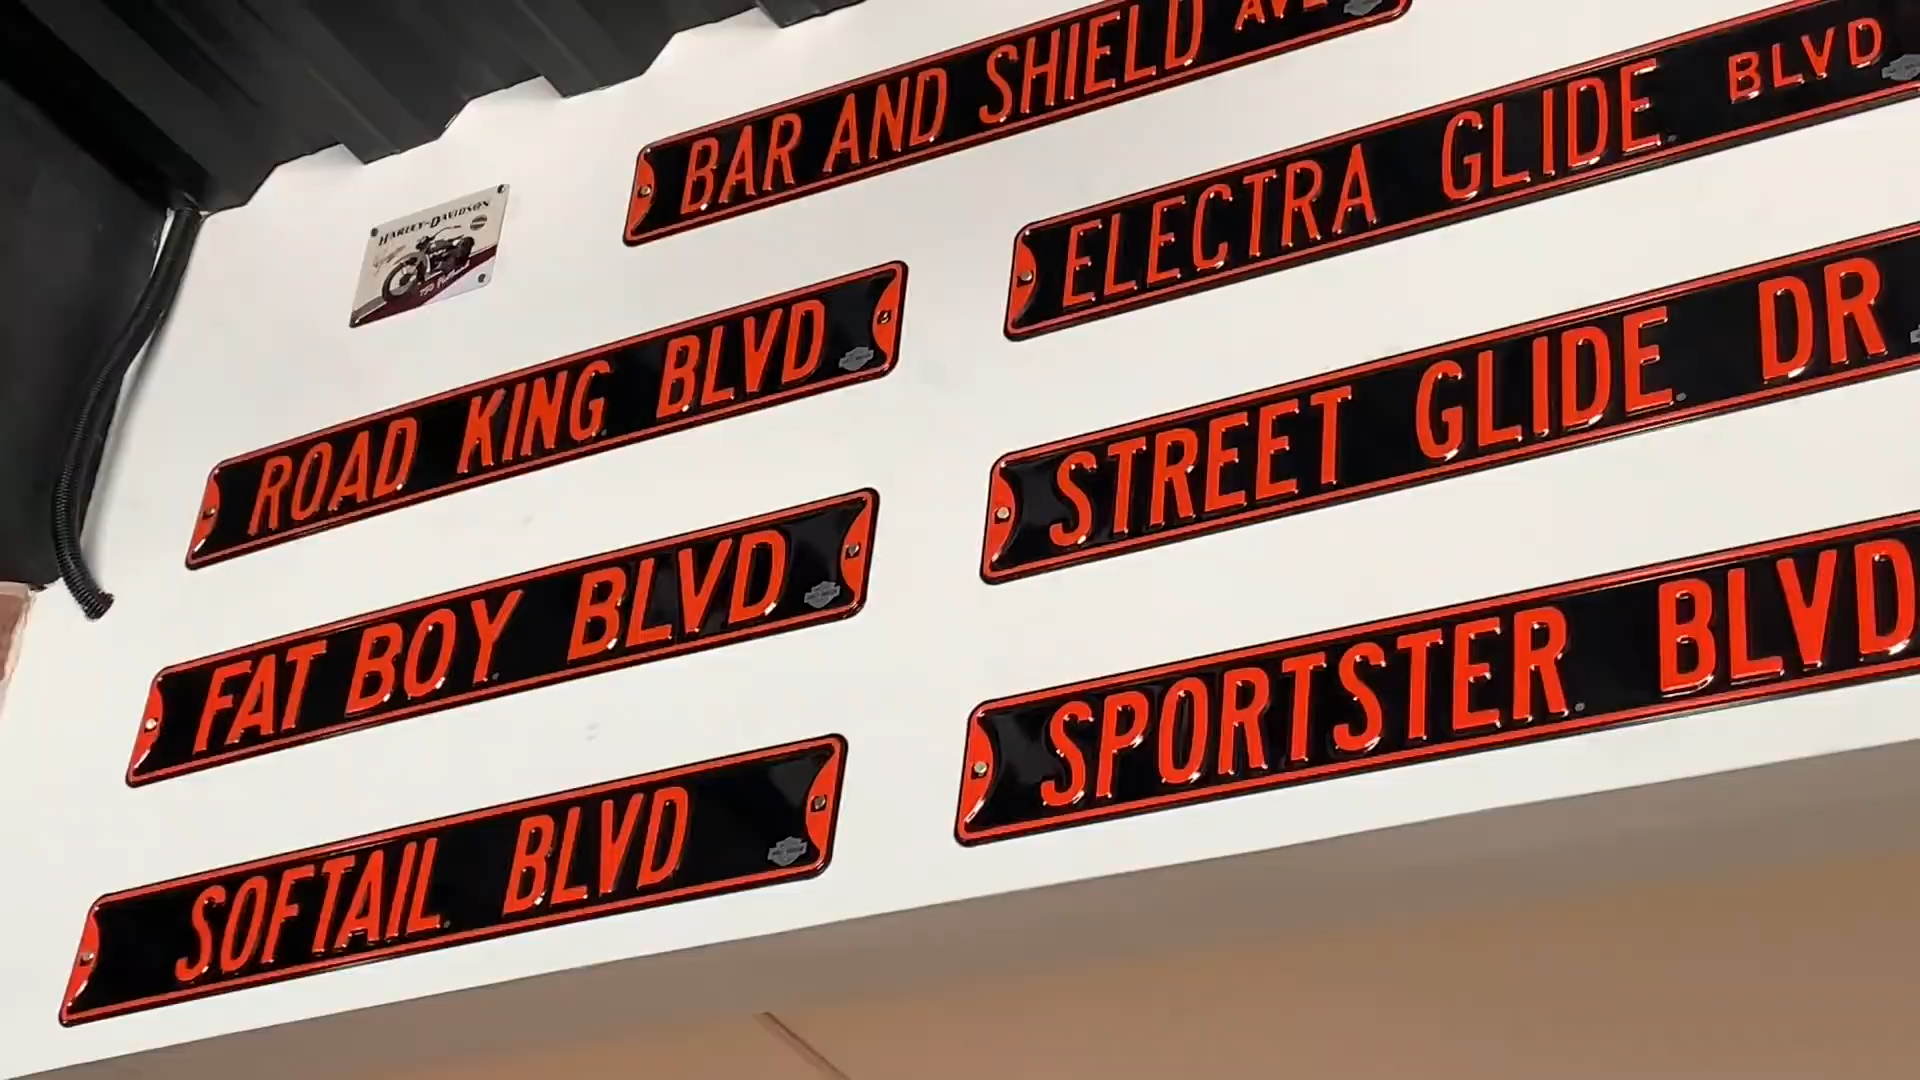 BAR AND SHIELD AVE
ELECTRA GLIDE BLVD
HARLEY-DAVIDSON
ROAD KING BLVD
STREET GLIDE DR
FAT BOY BLVD
SPORTSTER BLVD
SOFTAIL BLVD